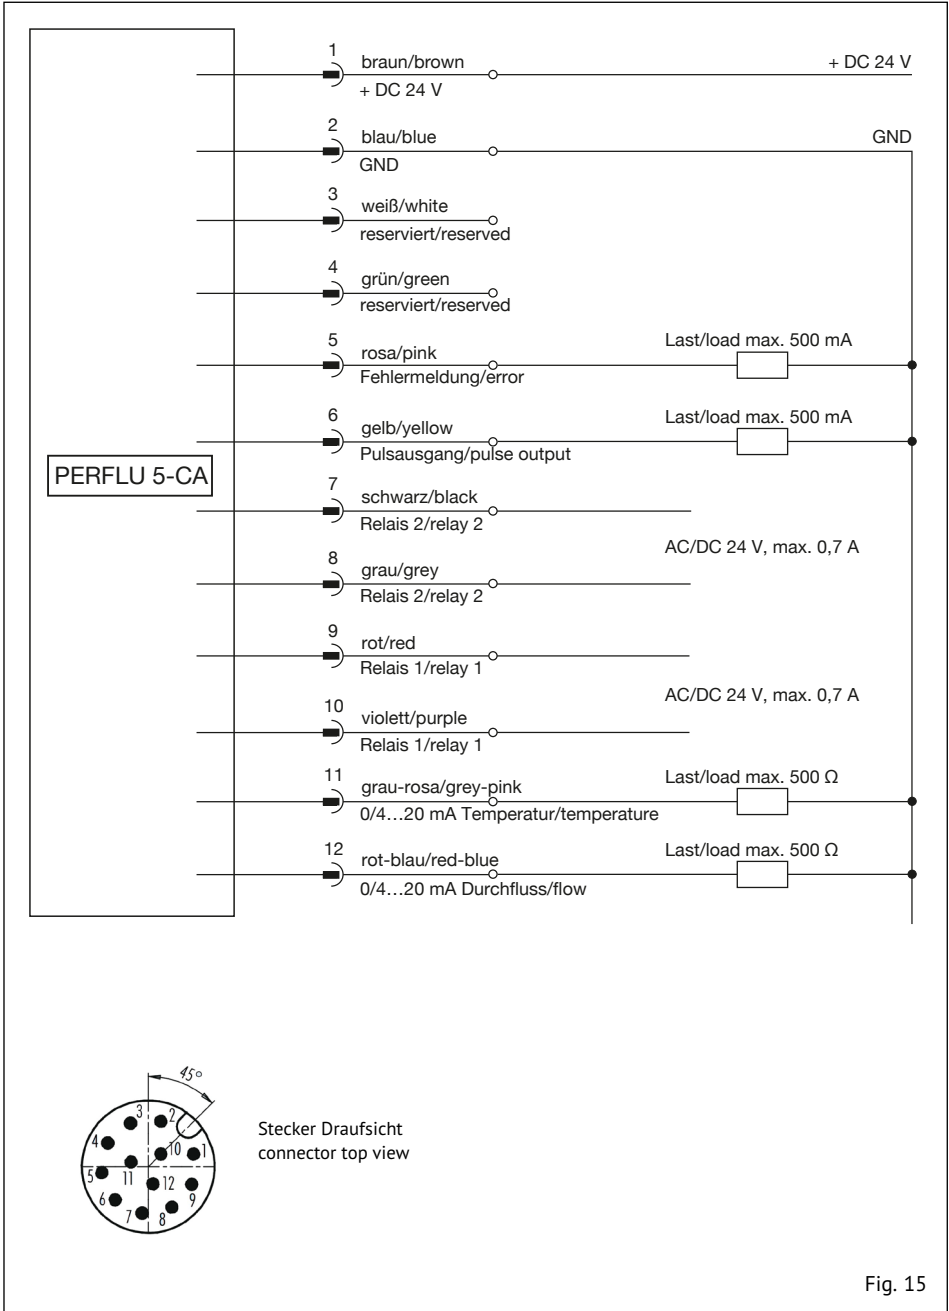 1
braun/brown
+ DC 24 V
+ DC 24 V
2
blau/blue
GND
GND
3
weiß/white
reserviert/reserved
4
grün/green
reserviert/reserved
5
rosa/pink
Fehlermeldung/error
Last/load max. 500 mA
6
gelb/yellow
Pulsausgang/pulse output
Last/load max. 500 mA
PERFLU 5-CA
7
schwarz/black
Relais 2/relay 2
AC/DC 24 V, max. 0,7 A
8
grau/grey
Relais 2/relay 2
9
rot/red
Relais 1/relay 1
AC/DC 24 V, max. 0,7 A
10
violett/purple
Relais 1/relay 1
11
grau-rosa/grey-pink
0/4…20 mA Temperatur/temperature
Last/load max. 500 Ω
12
rot-blau/red-blue
0/4…20 mA Durchfluss/flow
Last/load max. 500 Ω
45°
3
2
4
10
1
5
11
12
6
9
7
8
Stecker Draufsicht
connector top view
Fig. 15